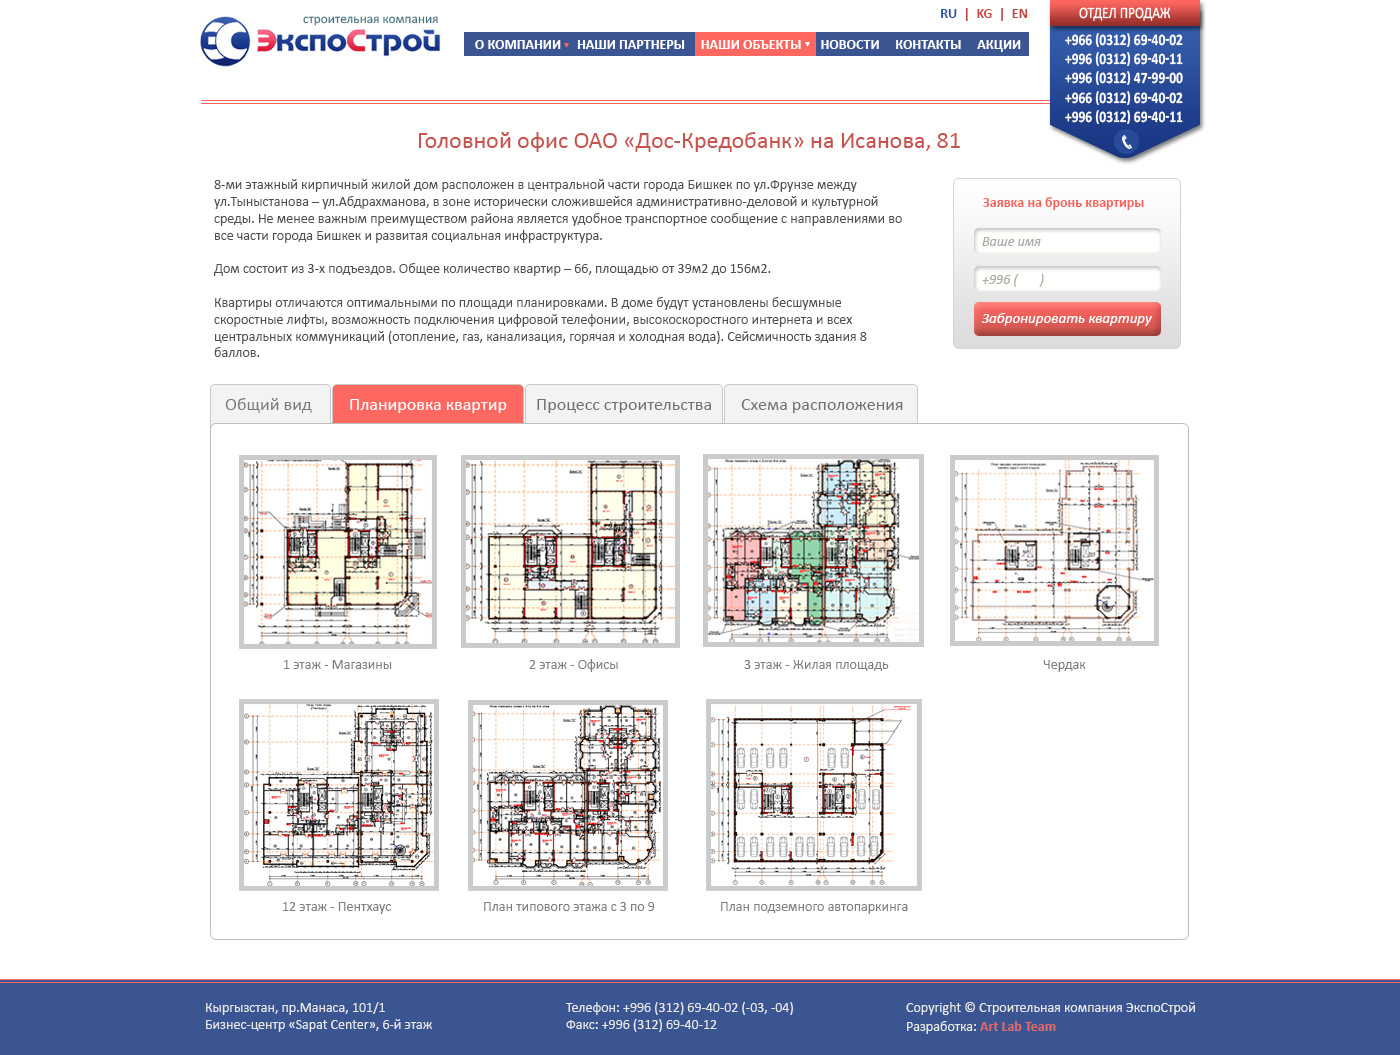 строительная компания
ЭкспоСтрой
RU | KG | EN
О КОМПАНИИ НАШИ ПАРТНЕРЫ НАШИ ОБЪЕКТЫ НОВОСТИ КОНТАКТЫ АКЦИИ
ОТДЕЛ ПРОДАЖ
+966 (0312) 69-40-02
+996 (0312) 69-40-11
+996 (0312) 47-99-00
+966 (0312) 69-40-02
+996 (0312) 69-40-11
Головной офис ОАО «Дос-Кредобанк» на Исанова, 81
8-ми этажный кирпичный жилой дом расположен в центральной части города Бишкек по ул.Фрунзе между
ул.Тыныстанова – ул.Абдрахманова, в зоне исторически сложившейся административно-деловой и культурной
среды. Не менее важным преимуществом района является удобное транспортное сообщение с направлениями во
все части города Бишкек и развитая социальная инфраструктура.
Дом состоит из 3-х подъездов. Общее количество квартир – 66, площадью от 39м2 до 156м2.
Квартиры отличаются оптимальными по площади планировками. В доме будут установлены бесшумные
скоростные лифты, возможность подключения цифровой телефонии, высокоскоростного интернета и всех
центральных коммуникаций (отопление, газ, канализация, горячая и холодная вода). Сейсмичность здания 8
баллов.
Заявка на бронь квартиры
Ваше имя
+996 ( )
Забронировать квартиру
Общий вид
Планировка квартир
Процесс строительства
Схема расположения
1 этаж - Магазины
2 этаж - Офисы
3 этаж - Жилая площадь
Чердак
12 этаж - Пентхаус
План типового этажа с 3 по 9
План подземного автопаркинга
Кыргызстан, пр.Манаса, 101/1
Бизнес-центр «Sapat Center», 6-й этаж
Телефон: +996 (312) 69-40-02 (-03, -04)
Факс: +996 (312) 69-40-12
Copyright © Строительная компания ЭкспоСтрой
Разработка: Art Lab Team